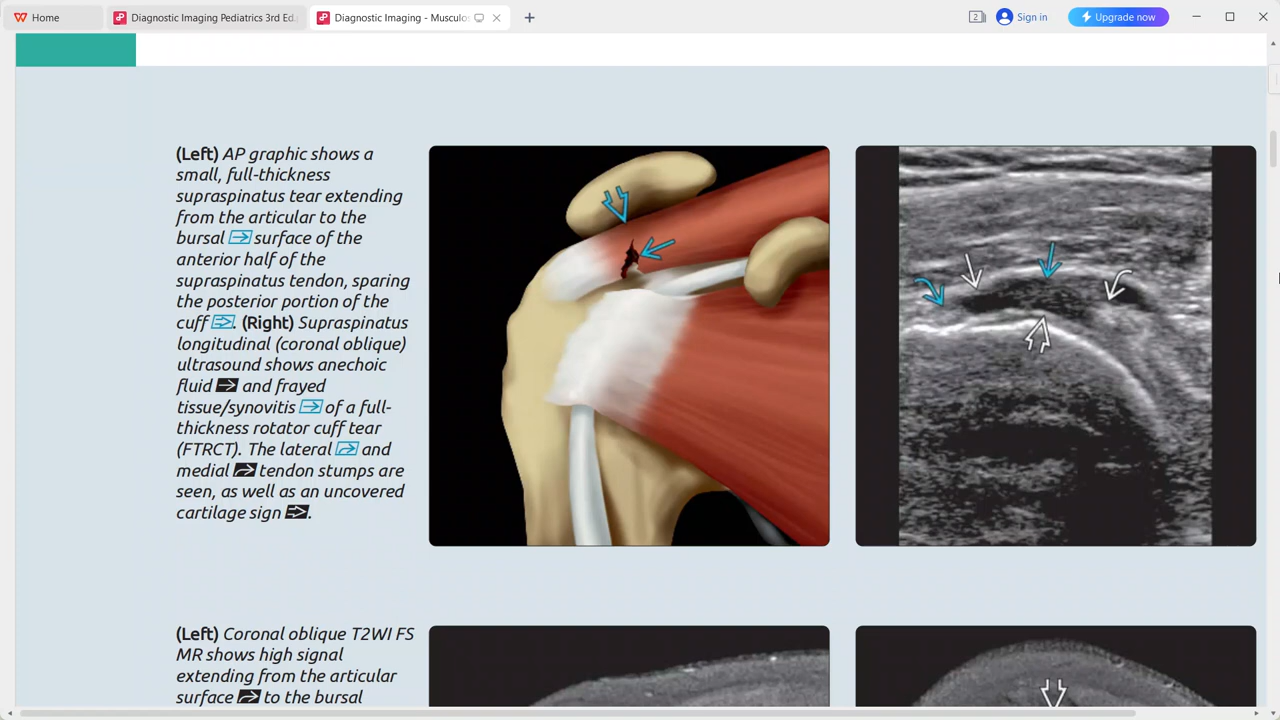 Home
Diagnostic Imaging Pediatrics 3rd Ed.
Diagnostic Imaging - Musculo
2
Sign in
Upgrade now
(Left) AP graphic shows a
small, full-thickness
supraspinatus tear extending
from the articular to the
bursal surface of the
anterior half of the
supraspinatus tendon, sparing
the posterior portion of the
cuff . (Right) Supraspinatus
longitudinal (coronal oblique)
ultrasound shows anechoic
fluid and frayed
tissue/synovitis of a full-
thickness rotator cuff tear
(FTRCT). The lateral and
medial tendon stumps are
seen, as well as an uncovered
cartilage sign .
(Left) Coronal oblique T2WI FS
MR shows high signal
extending from the articular
surface to the bursal